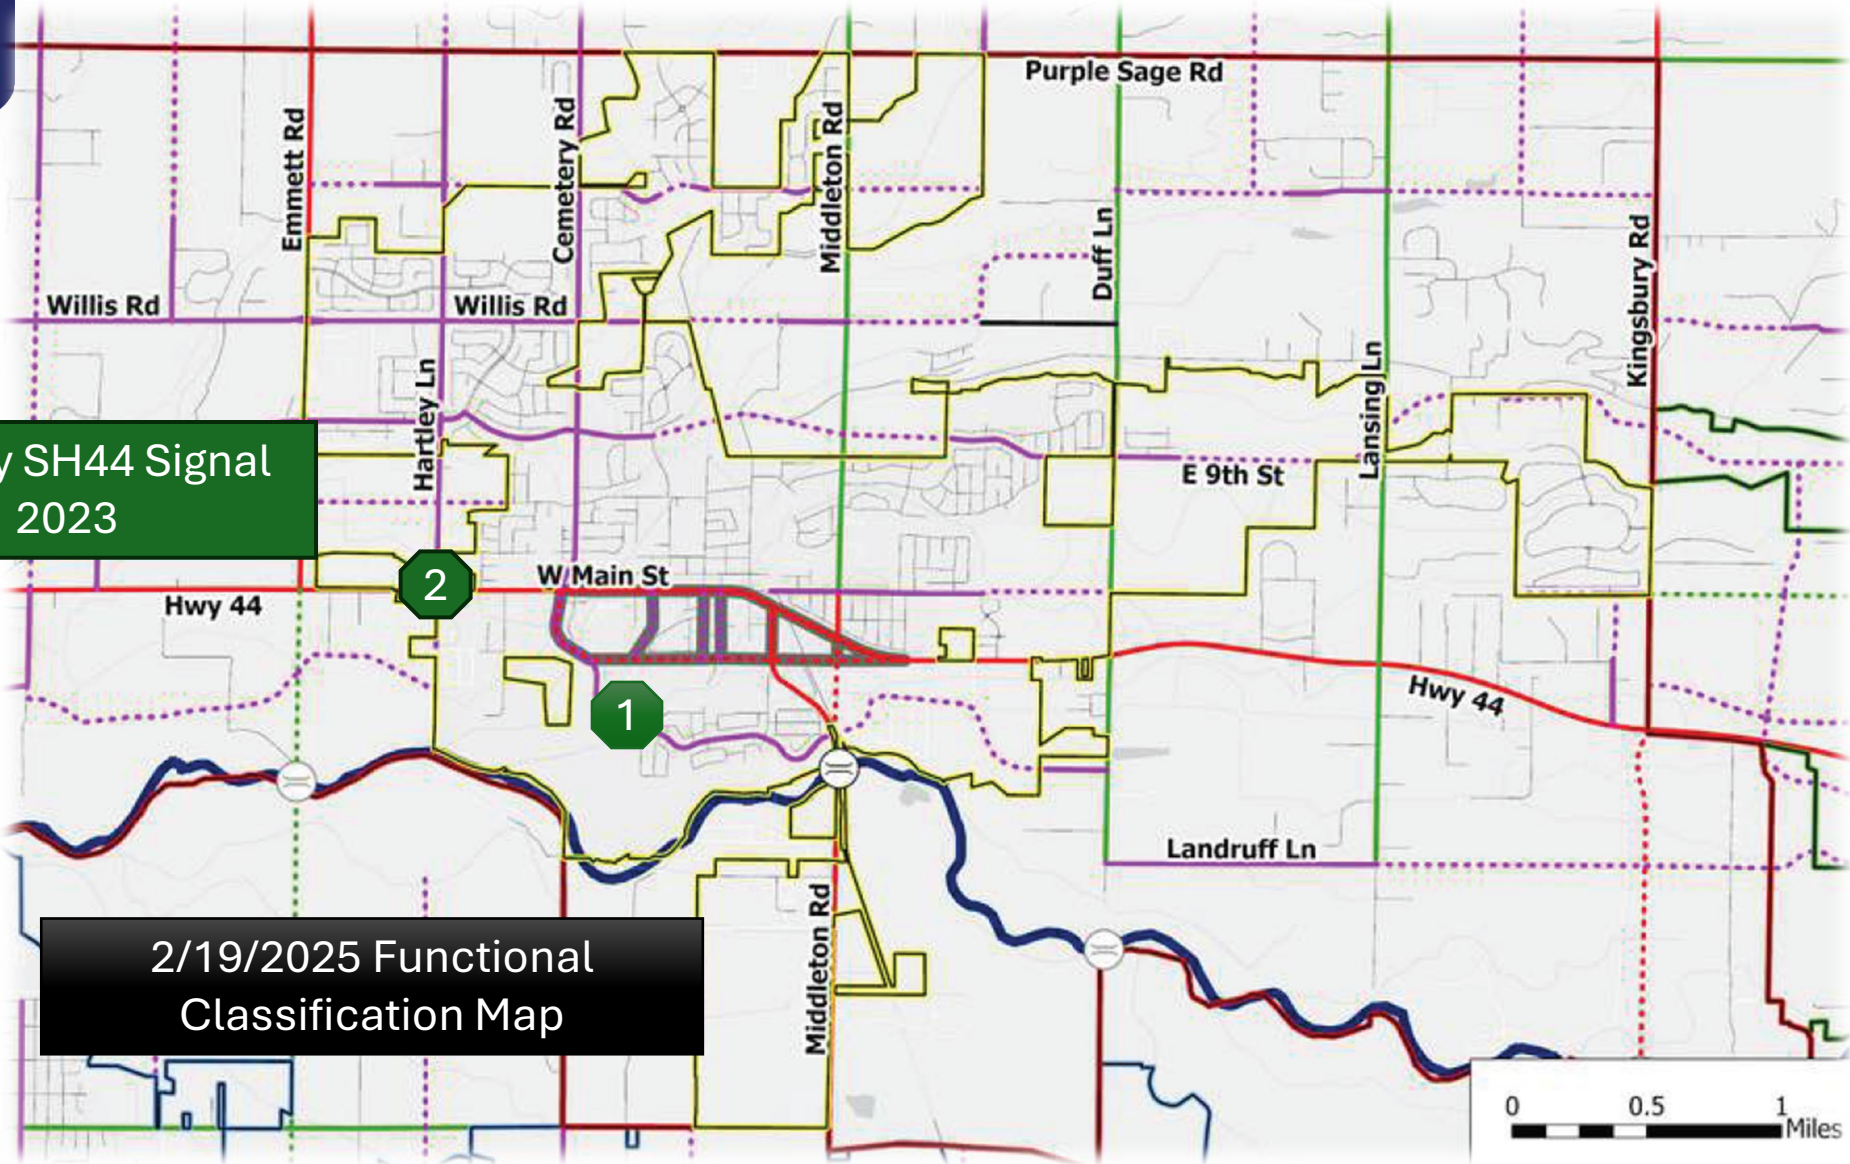 Purple Sage Rd
Emmett Rd
Cemetery Rd
Middleton Rd
Duff Ln
Kingsbury Rd
Willis Rd
Willis Rd
Hartley Ln
Lansing Ln
y SH44 Signal
2023
E 9th St
2
W Main St
Hwy 44
1
Hwy 44
Landruff Ln
Middleton Rd
2/19/2025 Functional
Classification Map
0 0.5 1
Miles